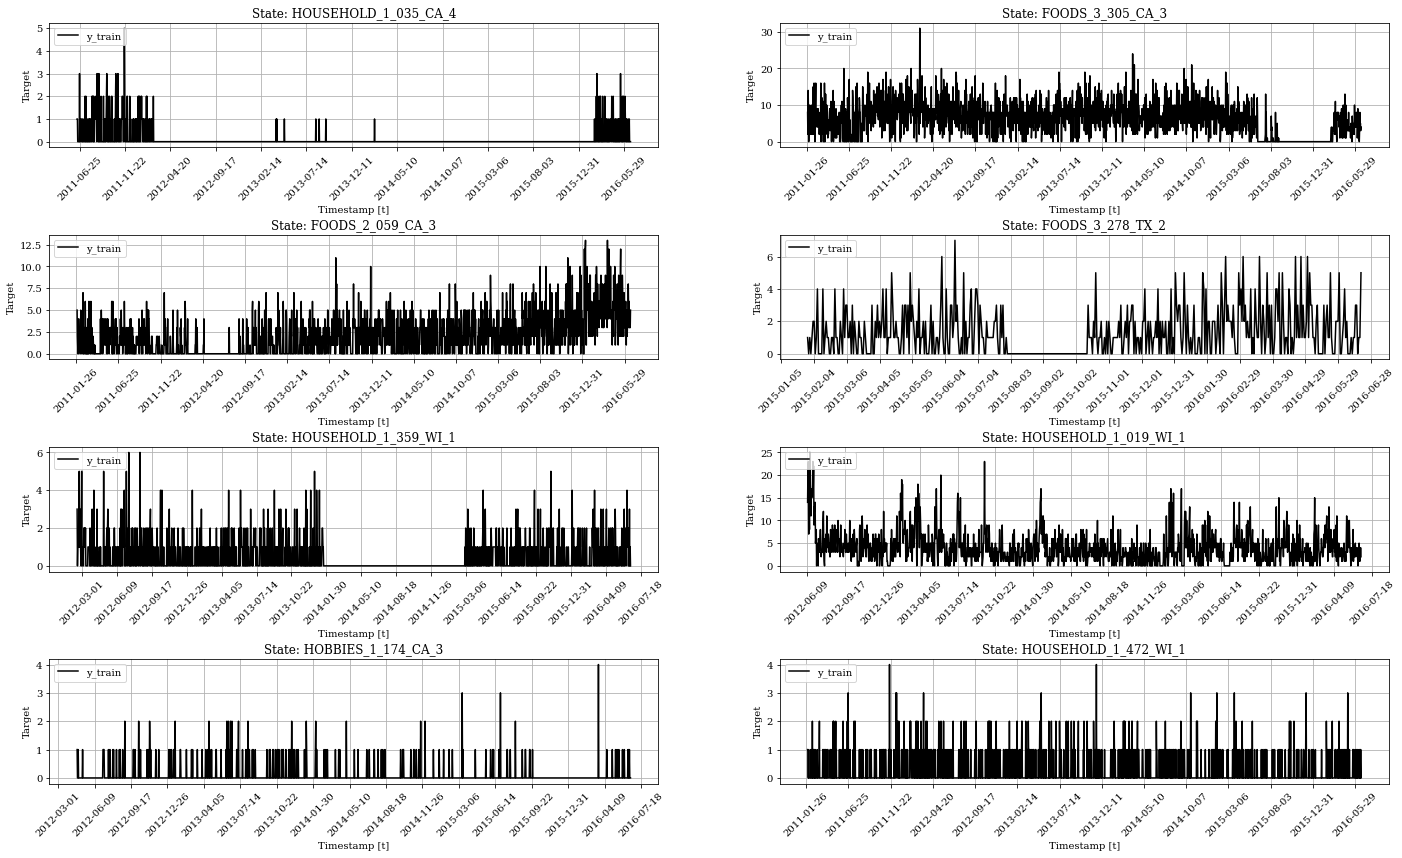 State: HOUSEHOLD_1_035_CA_4
y_train
Target
5
4
3
2
1
0
2011-06-25 2011-11-22 2012-04-20 2012-09-17 2013-02-14 2013-07-14 2013-12-11 2014-05-10 2014-10-07 2015-03-06 2015-08-03 2015-12-31 2016-05-29
Timestamp [t]
State: FOODS_3_305_CA_3
y_train
Target
30
20
10
0
2011-01-26 2011-06-25 2011-11-22 2012-04-20 2012-09-17 2013-02-14 2013-07-14 2013-12-11 2014-05-10 2014-10-07 2015-03-06 2015-08-03 2015-12-31 2016-05-29
Timestamp [t]
State: FOODS_2_059_CA_3
y_train
Target
12.5
10.0
7.5
5.0
2.5
0.0
2011-01-26 2011-06-25 2011-11-22 2012-04-20 2012-09-17 2013-02-14 2013-07-14 2013-12-11 2014-05-10 2014-10-07 2015-03-06 2015-08-03 2015-12-31 2016-05-29
Timestamp [t]
State: FOODS_3_278_TX_2
y_train
Target
6
4
2
0
2015-01-05 2015-02-04 2015-03-06 2015-04-05 2015-05-05 2015-06-04 2015-07-04 2015-08-03 2015-09-02 2015-10-02 2015-11-01 2015-12-01 2015-12-31 2016-01-30 2016-02-29 2016-03-30 2016-04-29 2016-05-29 2016-06-28
Timestamp [t]
State: HOUSEHOLD_1_359_WI_1
y_train
Target
6
4
2
0
2012-03-01 2012-06-09 2012-09-17 2012-12-26 2013-04-05 2013-07-14 2013-10-22 2014-01-30 2014-05-10 2014-08-18 2014-11-26 2015-03-06 2015-06-14 2015-09-22 2015-12-31 2016-04-09 2016-07-18
Timestamp [t]
State: HOUSEHOLD_1_019_WI_1
y_train
Target
25
20
15
10
5
0
2012-06-09 2012-09-17 2012-12-26 2013-04-05 2013-07-14 2013-10-22 2014-01-30 2014-05-10 2014-08-18 2014-11-26 2015-03-06 2015-06-14 2015-09-22 2015-12-31 2016-04-09 2016-07-18
Timestamp [t]
State: HOBBIES_1_174_CA_3
y_train
Target
4
3
2
1
0
2012-03-01 2012-06-09 2012-09-17 2012-12-26 2013-04-05 2013-07-14 2013-10-22 2014-01-30 2014-05-10 2014-08-18 2014-11-26 2015-03-06 2015-06-14 2015-09-22 2015-12-31 2016-04-09 2016-07-18
Timestamp [t]
State: HOUSEHOLD_1_472_WI_1
y_train
Target
4
3
2
1
0
2011-01-26 2011-06-25 2011-11-22 2012-04-20 2012-09-17 2013-02-14 2013-07-14 2013-12-11 2014-05-10 2014-10-07 2015-03-06 2015-08-03 2015-12-31 2016-05-29
Timestamp [t]